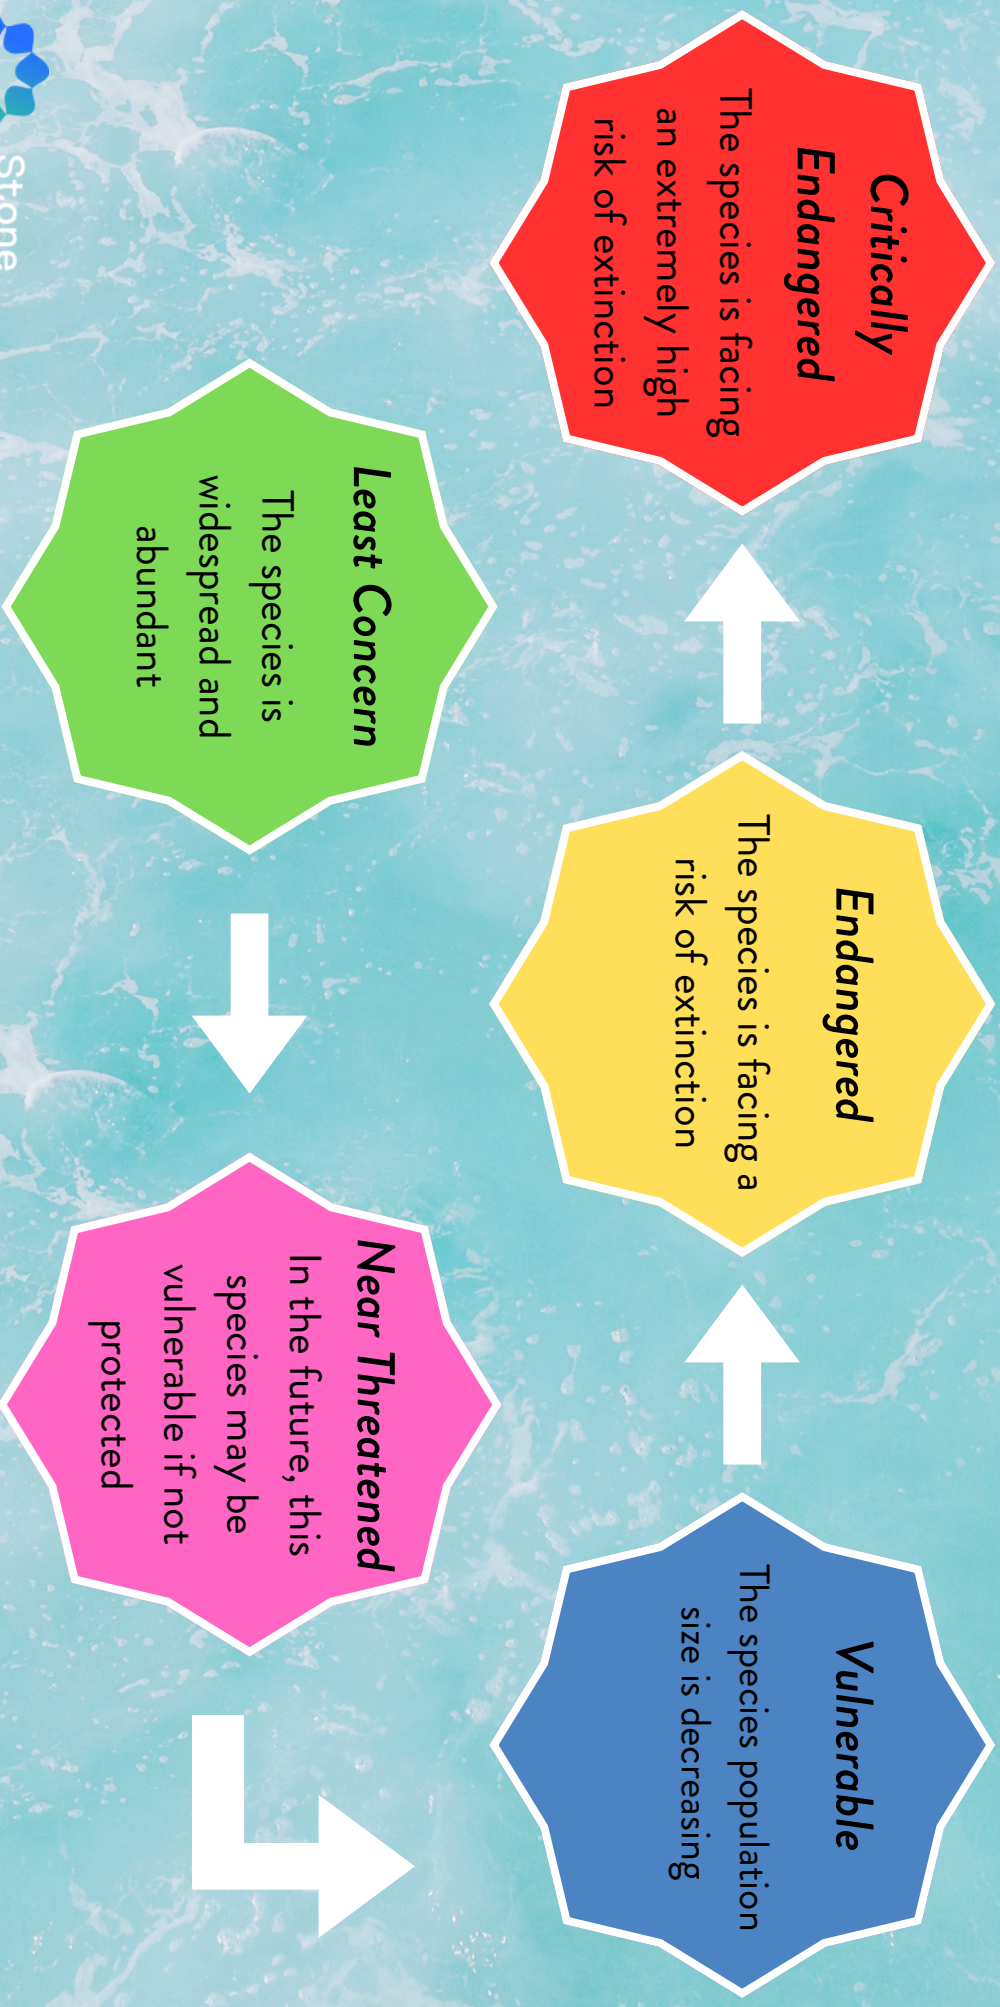 Critically
Endangered
The species is facing
an extremely high
risk of extinction
Endangered
The species is facing a
risk of extinction
Vulnerable
The species population
size is decreasing
Least Concern
The species is
widespread and
abundant
Near Threatened
In the future, this
species may be
vulnerable if not
protected
Stone